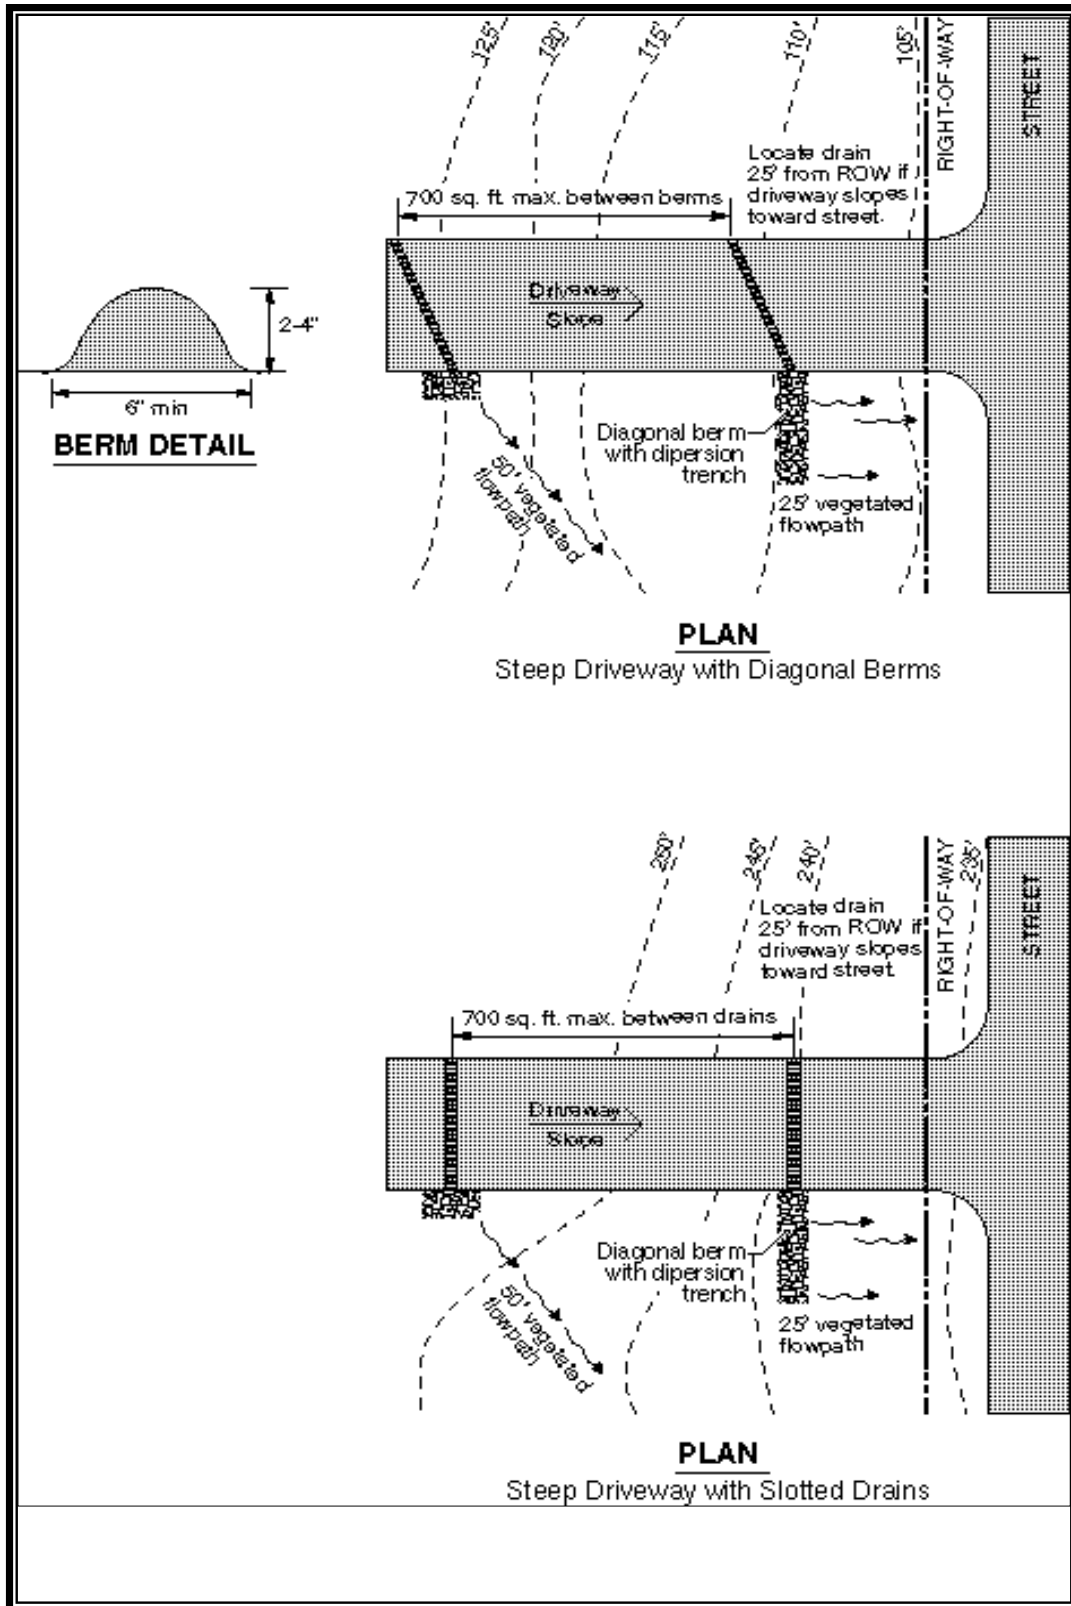 125'
120'
115'
110'
105'
RIGHT-OF-WAY
STREET
Locate drain
25' from ROW if
driveway slopes
toward street.
700 sq. ft. max. between berms
Driveway
Slope
2-4"
6" min
BERM DETAIL
Diagonal berm
with dipersion
trench
50' vegetated
flowpath
25' vegetated
flowpath
PLAN
Steep Driveway with Diagonal Berms
250'
245'
240'
235'
RIGHT-OF-WAY
STREET
Locate drain
25' from ROW if
driveway slopes
toward street.
700 sq. ft. max. between drains
Driveway
Slope
Diagonal berm
with dipersion
trench
50' vegetated
flowpath
25' vegetated
flowpath
PLAN
Steep Driveway with Slotted Drains